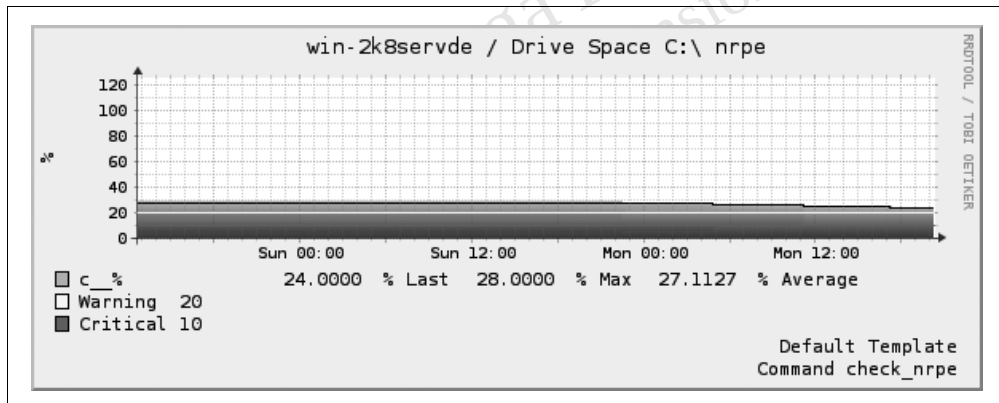 win-2k8servde / Drive Space C:\ nrpe
RRDTOOL / TOBI OETIKER
%
120
100
80
60
40
20
0
Sun 00:00 Sun 12:00 Mon 00:00 Mon 12:00
c__% 24.0000 % Last 28.0000 % Max 27.1127 % Average
Warning 20
Critical 10
Default Template
Command check_nrpe